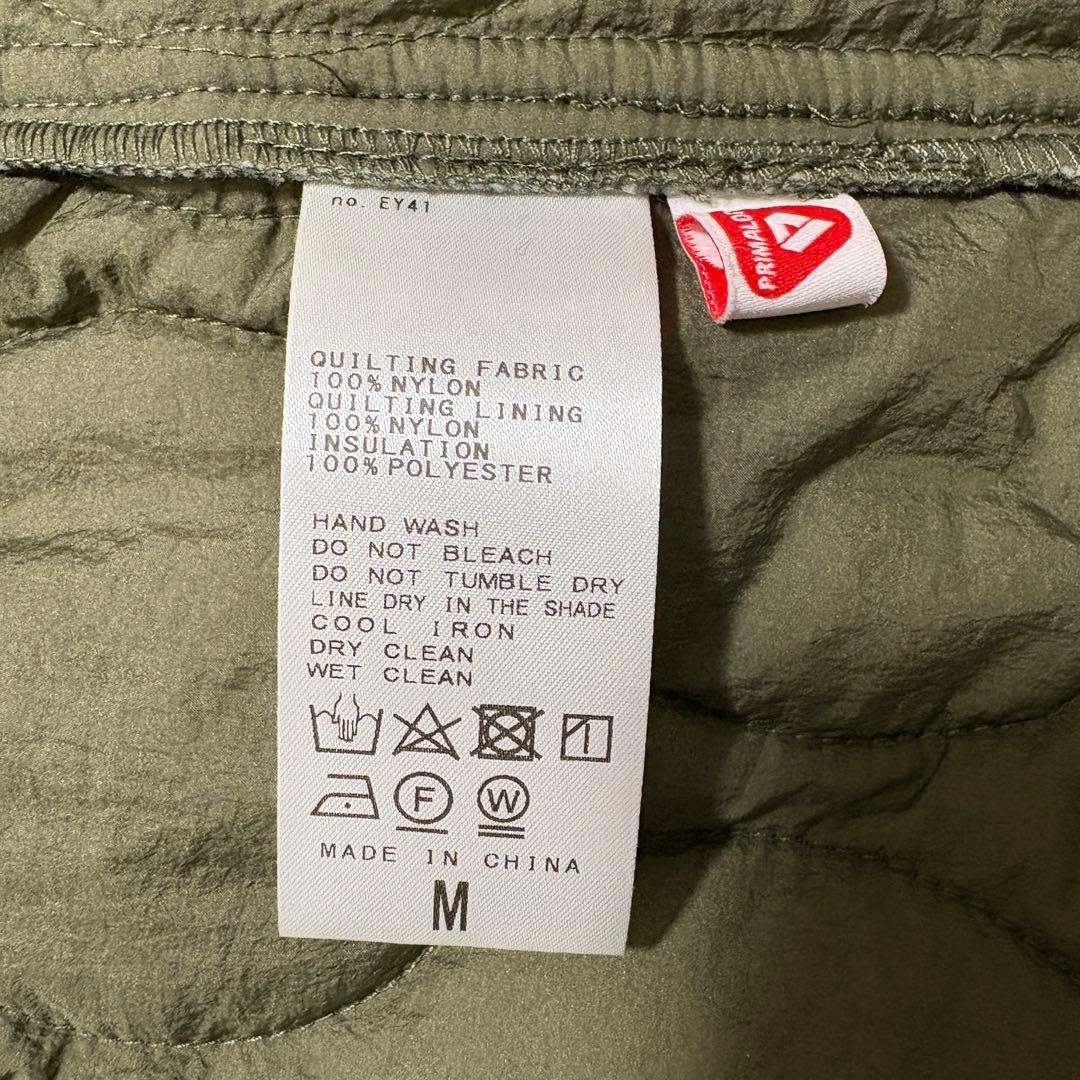 no. EY41
QUILTING FABRIC
100%NYLON
QUILTING LINING
100%NYLON
INSULATION
100%POLYESTER
HAND WASH
DO NOT BLEACH
DO NOT TUMBLE DRY
LINE DRY IN THE SHADE
COOL IRON
DRY CLEAN
WET CLEAN
F W
MADE IN CHINA
M